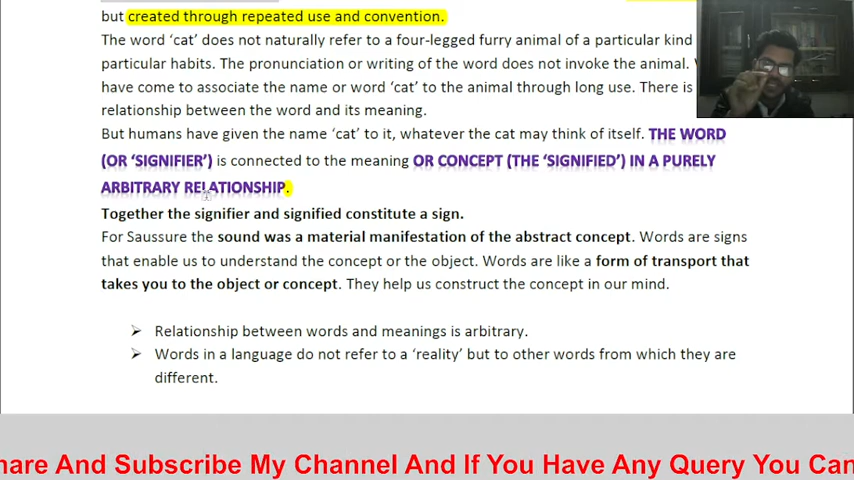 but created through repeated use and convention.
The word ‘cat’ does not naturally refer to a four-legged furry animal of a particular kind
particular habits. The pronunciation or writing of the word does not invoke the animal.
have come to associate the name or word ‘cat’ to the animal through long use. There is
relationship between the word and its meaning.
But humans have given the name ‘cat’ to it, whatever the cat may think of itself. THE WORD
(OR ‘SIGNIFIER’) is connected to the meaning OR CONCEPT (THE ‘SIGNIFIED’) IN A PURELY
ARBITRARY RELATIONSHIP.
Together the signifier and signified constitute a sign.
For Saussure the sound was a material manifestation of the abstract concept. Words are signs
that enable us to understand the concept or the object. Words are like a form of transport that
takes you to the object or concept. They help us construct the concept in our mind.
➢ Relationship between words and meanings is arbitrary.
➢ Words in a language do not refer to a ‘reality’ but to other words from which they are
different.
hare And Subscribe My Channel And If You Have Any Query You Can